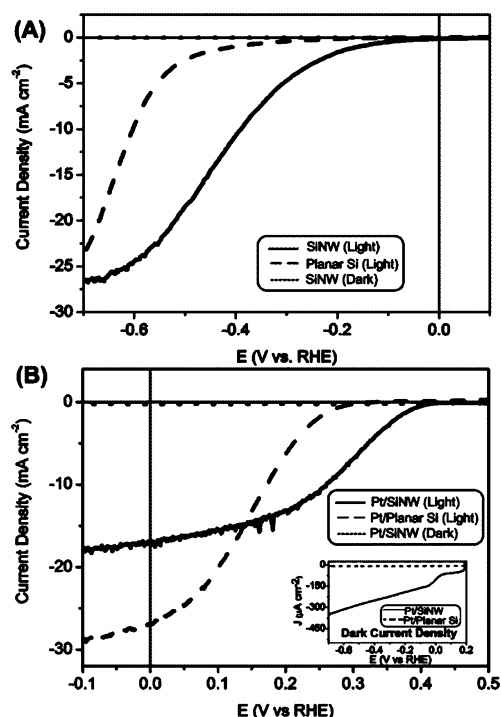 (A)
0
-5
-10
-15
-20
-25
-30
Current Density (mA cm⁻²)
SiNW (Light)
Planar Si (Light)
SiNW (Dark)
-0.6
-0.4
-0.2
0.0
E (V vs. RHE)
(B)
0
-10
-20
-30
Current Density (mA cm⁻²)
Pt/SiNW (Light)
Pt/Planar Si (Light)
Pt/SiNW (Dark)
J (μA cm⁻²)
0
-150
-300
-450
Pt/SiNW
Pt/Planar Si
Dark Current Density
-0.6
-0.4
-0.2
0.0
0.2
E (V vs RHE)
-0.1
0.0
0.1
0.2
0.3
0.4
0.5
E (V vs. RHE)